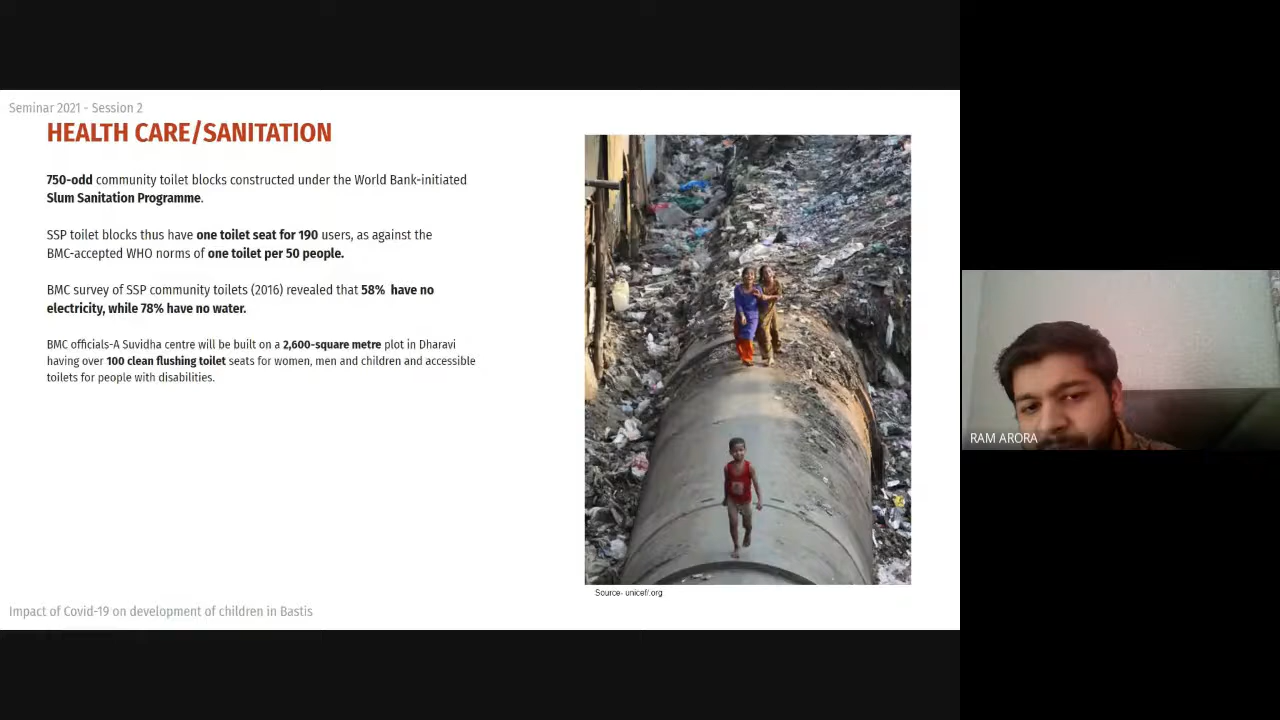 Seminar 2021 - Session 2
HEALTH CARE/SANITATION
750-odd community toilet blocks constructed under the World Bank-initiated
Slum Sanitation Programme.
SSP toilet blocks thus have one toilet seat for 190 users, as against the
BMC-accepted WHO norms of one toilet per 50 people.
BMC survey of SSP community toilets (2016) revealed that 58% have no
electricity, while 78% have no water.
BMC officials-A Suvidha centre will be built on a 2,600-square metre plot in Dharavi
having over 100 clean flushing toilet seats for women, men and children and accessible
toilets for people with disabilities.
Source- unicef/.org
Impact of Covid-19 on development of children in Bastis
RAM ARORA